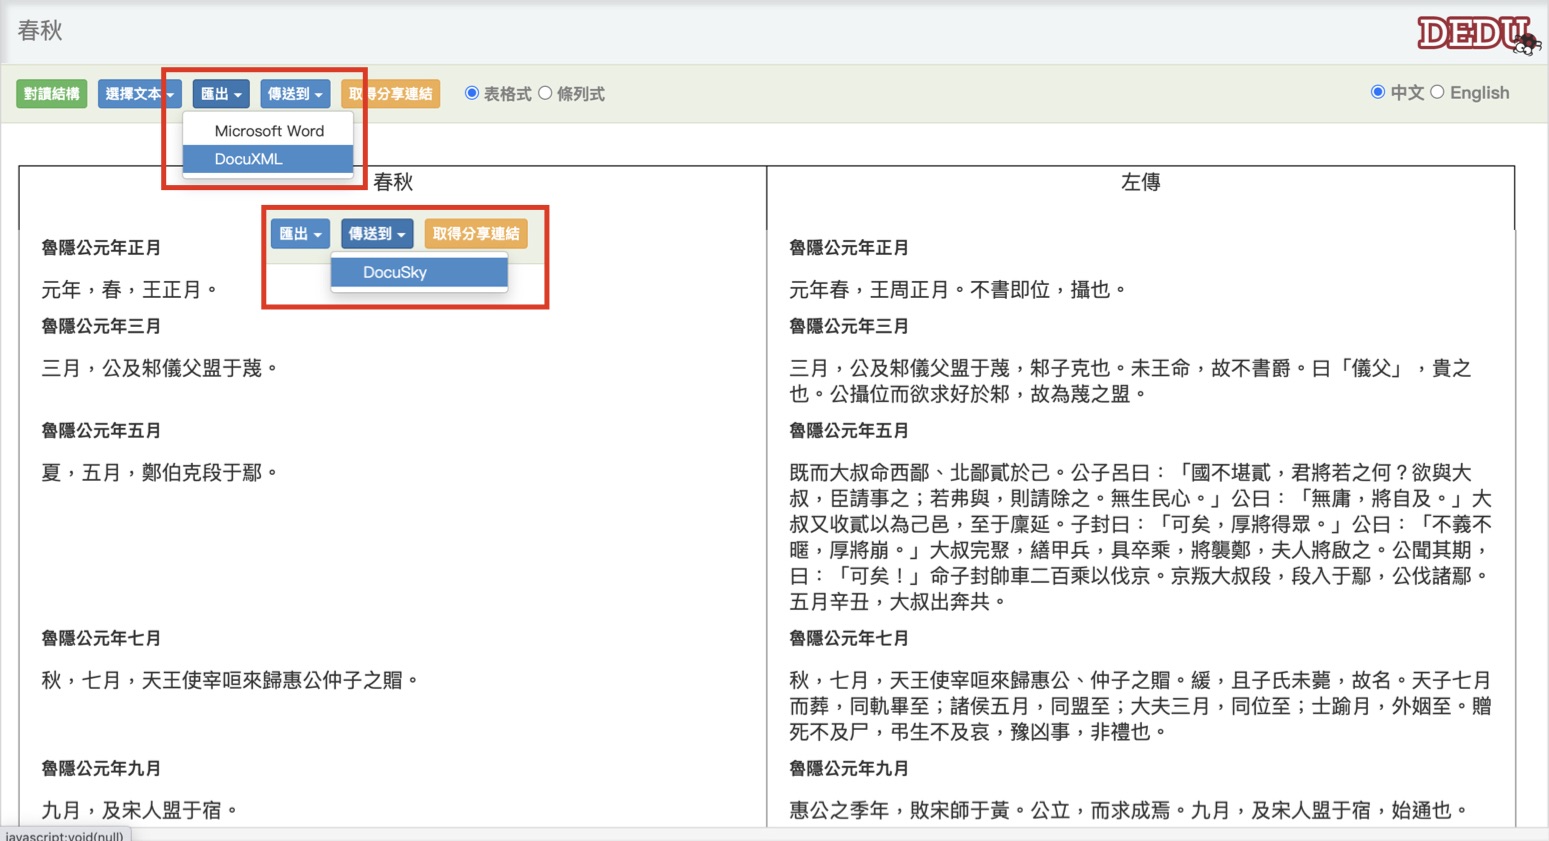 春秋
DEDU
對讀結構 選擇文本 匯出 傳送到 取得分享連結 表格式 條列式 中文 English
Microsoft Word
DocuXML
春秋 左傳
匯出 傳送到 取得分享連結
DocuSky
魯隱公元年正月
元年，春，王正月。
魯隱公元年三月
三月，公及邾儀父盟于蔑。
魯隱公元年五月
夏，五月，鄭伯克段于鄢。
魯隱公元年七月
秋，七月，天王使宰咺來歸惠公仲子之賵。
魯隱公元年九月
九月，及宋人盟于宿。
魯隱公元年正月
元年春，王周正月。不書即位，攝也。
魯隱公元年三月
三月，公及邾儀父盟于蔑，邾子克也。未王命，故不書爵。曰「儀父」，貴之
也。公攝位而欲求好於邾，故為蔑之盟。
魯隱公元年五月
既而大叔命西鄙、北鄙貳於己。公子呂曰：「國不堪貳，君將若之何？欲與大
叔，臣請事之；若弗與，則請除之。無生民心。」公曰：「無庸，將自及。」大
叔又收貳以為己邑，至于廩延。子封曰：「可矣，厚將得眾。」公曰：「不義不
暱，厚將崩。」大叔完聚，繕甲兵，具卒乘，將襲鄭，夫人將啟之。公聞其期，
曰：「可矣！」命子封帥車二百乘以伐京。京叛大叔段，段入于鄢，公伐諸鄢。
五月辛丑，大叔出奔共。
魯隱公元年七月
秋，七月，天王使宰咺來歸惠公、仲子之賵。緩，且子氏未薨，故名。天子七月
而葬，同軌畢至；諸侯五月，同盟至；大夫三月，同位至；士踰月，外姻至。贈
死不及尸，弔生不及哀，豫凶事，非禮也。
魯隱公元年九月
惠公之季年，敗宋師于黃。公立，而求成焉。九月，及宋人盟于宿，始通也。
javascript:void(null)